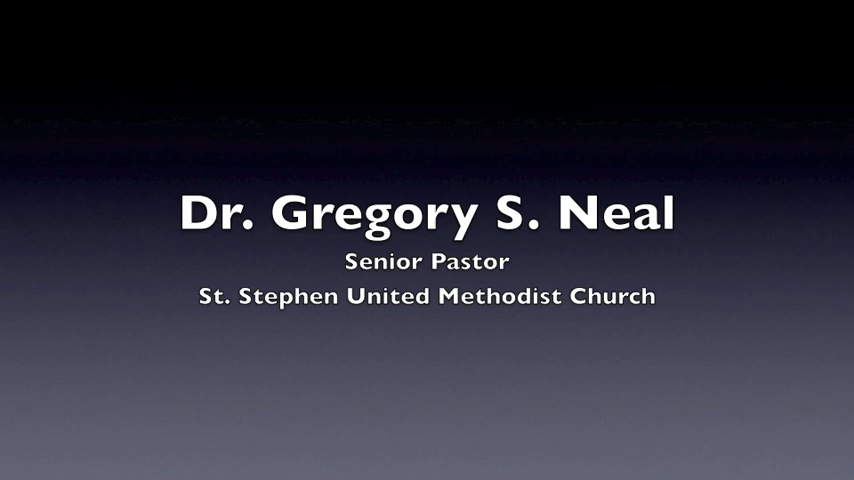 Dr. Gregory S. Neal
Senior Pastor
St. Stephen United Methodist Church